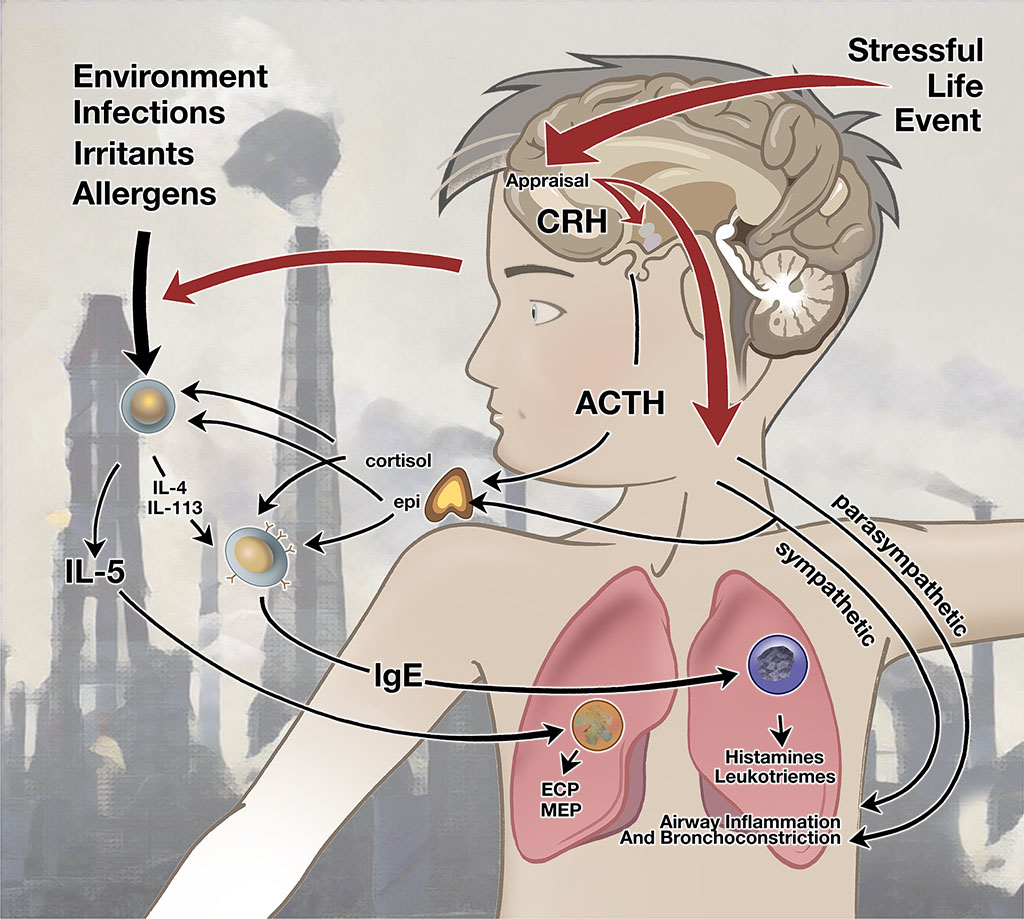 Environment
Infections
Irritants
Allergens
Stressful
Life
Event
Appraisal
CRH
ACTH
cortisol
epi
IL-4
IL-113
IL-5
parasympathetic
sympathetic
IgE
Histamines
Leukotriemes
ECP
MEP
Airway Inflammation
And Bronchoconstriction